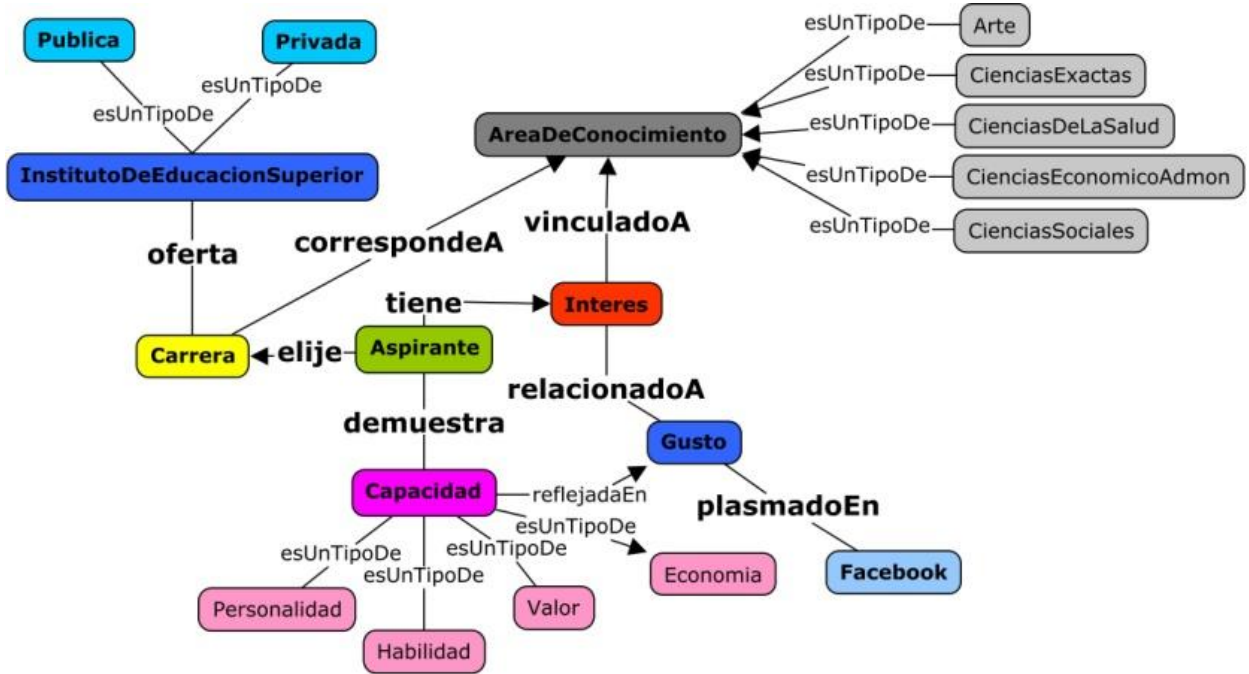 Publica
Privada
esUnTipoDe
esUnTipoDe
InstitutoDeEducacionSuperior
esUnTipoDe
Arte
esUnTipoDe
CienciasExactas
AreaDeConocimiento
esUnTipoDe
CienciasDeLaSalud
esUnTipoDe
CienciasEconomicoAdmon
esUnTipoDe
CienciasSociales
oferta
correspondeA
vinculadoA
tiene
Interes
Carrera
elije
Aspirante
relacionadoA
demuestra
Gusto
Capacidad
reflejadaEn
plasmadoEn
esUnTipoDe
esUnTipoDe
esUnTipoDe
esUnTipoDe
Economia
Facebook
Personalidad
Valor
Habilidad